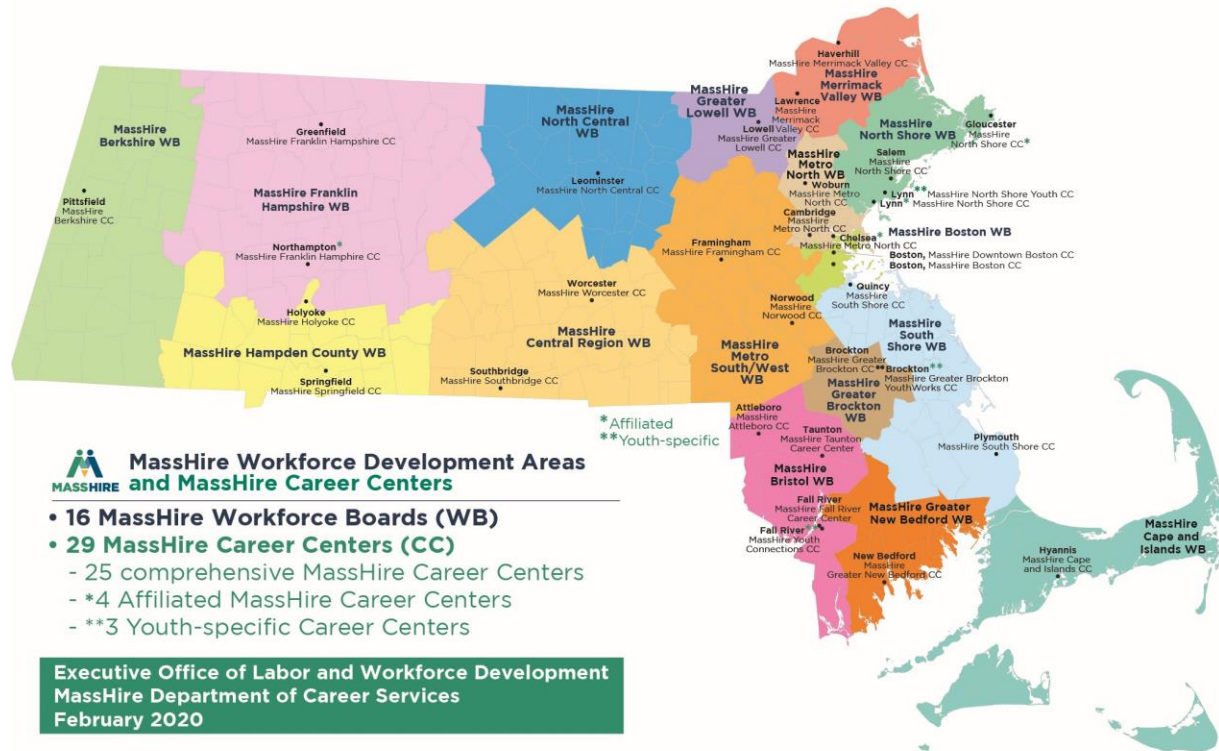 MassHire
Berkshire WB
Pittsfield
MassHire
Berkshire CC
Greenfield
MassHire Franklin Hampshire CC
MassHire Franklin
Hampshire WB
Northampton*
MassHire Franklin Hamphire CC
Holyoke
MassHire Holyoke CC
MassHire Hampden County WB
Springfield
MassHire Springfield CC
MassHire
North Central
WB
Leominster
MassHire North Central CC
Worcester
MassHire Worcester CC
MassHire
Central Region WB
Southbridge
MassHire Southbridge CC
MassHire
Greater
Lowell WB
Lowell
MassHire Greater
Lowell CC
Haverhill
MassHire Merrimack Valley CC
MassHire
Merrimack
Valley WB
Lawrence
MassHire
Merrimack
Valley CC
MassHire
North Shore WB
Gloucester
MassHire
North Shore CC*
Salem
MassHire
North Shore CC
Lynn** MassHire North Shore Youth CC
Lynn* MassHire North Shore CC
MassHire
Metro
North WB
Woburn
MassHire Metro
North CC
Cambridge
MassHire
Metro North CC
Chelsea*
MassHire Metro North CC
MassHire Boston WB
Boston, MassHire Downtown Boston CC
Boston, MassHire Boston CC
Framingham
MassHire Framingham CC
Norwood
MassHire
Norwood CC
MassHire
Metro
South/West
WB
Quincy
MassHire
South Shore CC
MassHire
South
Shore WB
Brockton
MassHire Greater
Brockton CC
Brockton**
MassHire Greater Brockton
YouthWorks CC
MassHire
Greater
Brockton
WB
Plymouth
MassHire South Shore CC
Attleboro
MassHire
Attleboro CC
Taunton
MassHire Taunton
Career Center
MassHire
Bristol WB
Fall River
MassHire Fall River
Career Center
Fall River**
MassHire Youth
Connections CC
MassHire Greater
New Bedford WB
New Bedford
MassHire
Greater New Bedford CC
MassHire
Cape and
Islands WB
Hyannis
MassHire Cape
and Islands CC
*Affiliated
**Youth-specific
MASSHIRE
MassHire Workforce Development Areas
and MassHire Career Centers
• 16 MassHire Workforce Boards (WB)
• 29 MassHire Career Centers (CC)
- 25 comprehensive MassHire Career Centers
- *4 Affiliated MassHire Career Centers
- **3 Youth-specific Career Centers
Executive Office of Labor and Workforce Development
MassHire Department of Career Services
February 2020